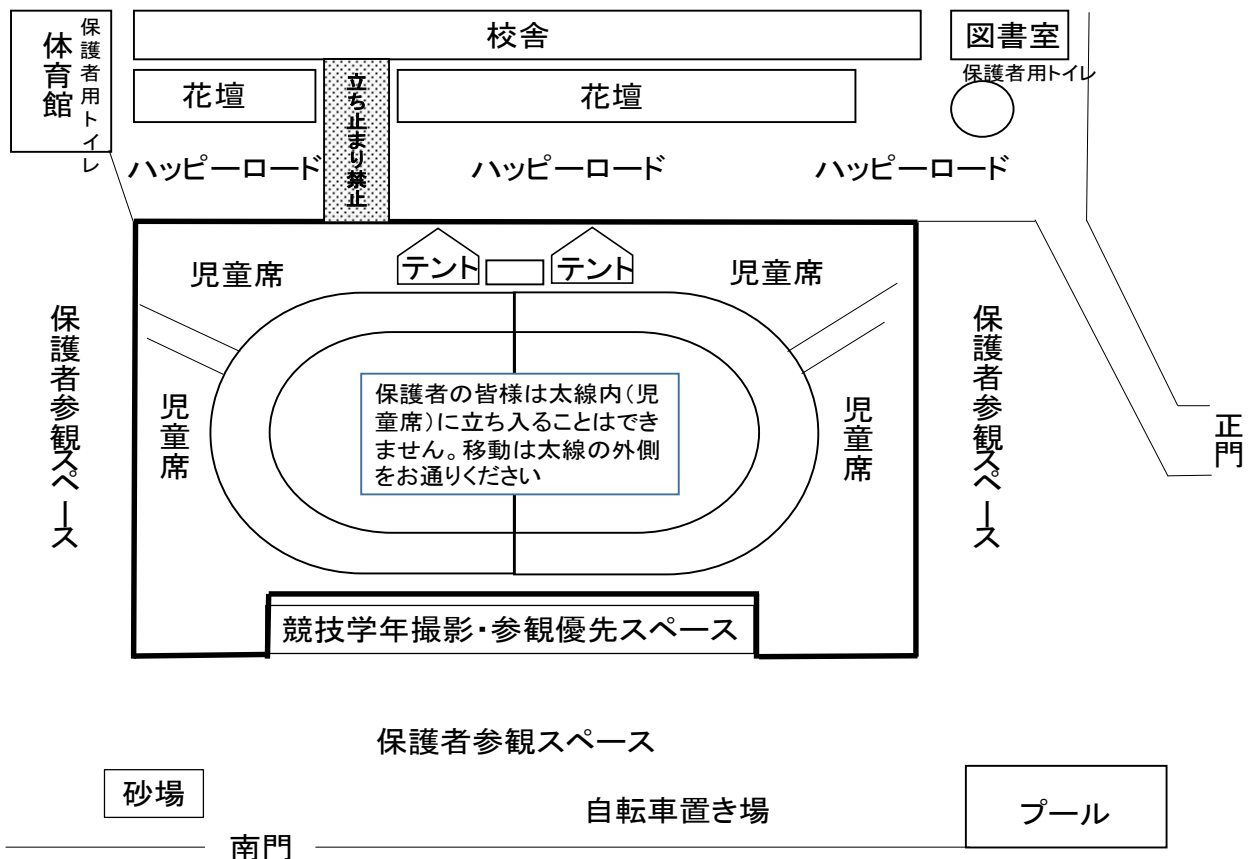 体育館
保護者用トイレ
校舎
図書室
保護者用トイレ
花壇
立ち止まり禁止
花壇
ハッピーロード
ハッピーロード
ハッピーロード
児童席
テント
テント
児童席
保護者参観スペース
児童席
保護者の皆様は太線内(児
童席)に立ち入ることはでき
ません。移動は太線の外側
をお通りください
児童席
保護者参観スペース
正門
競技学年撮影・参観優先スペース
保護者参観スペース
砂場
自転車置き場
プール
南門